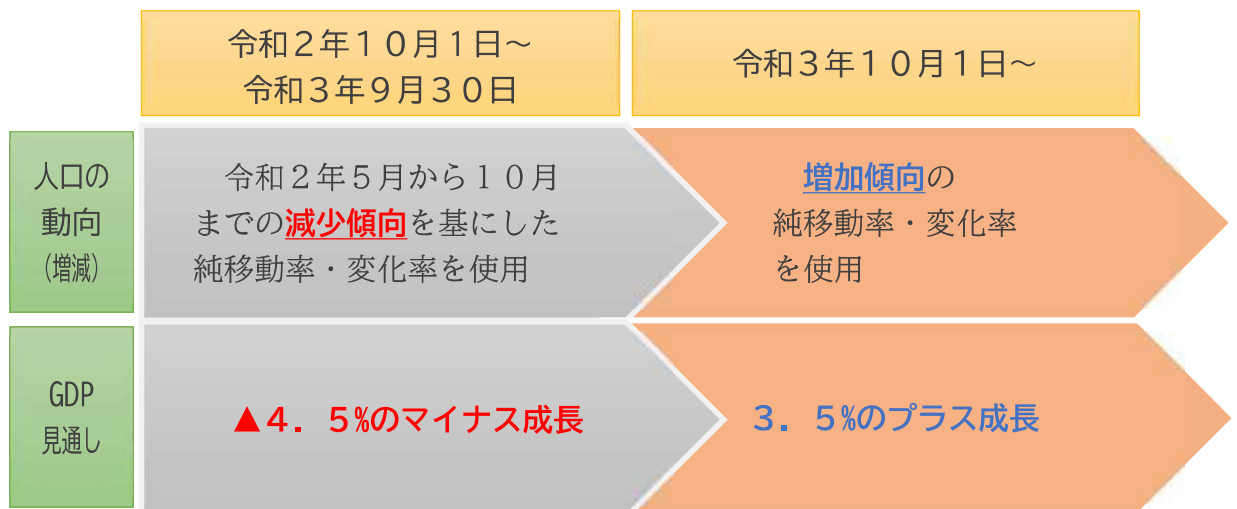 令和２年１０月１日～
令和３年９月３０日
令和３年１０月１日～
人口の
動向
（増減）
令和２年５月から１０月
までの減少傾向を基にした
純移動率・変化率を使用
増加傾向の
純移動率・変化率
を使用
GDP
見通し
▲４．５%のマイナス成長
３．５%のプラス成長